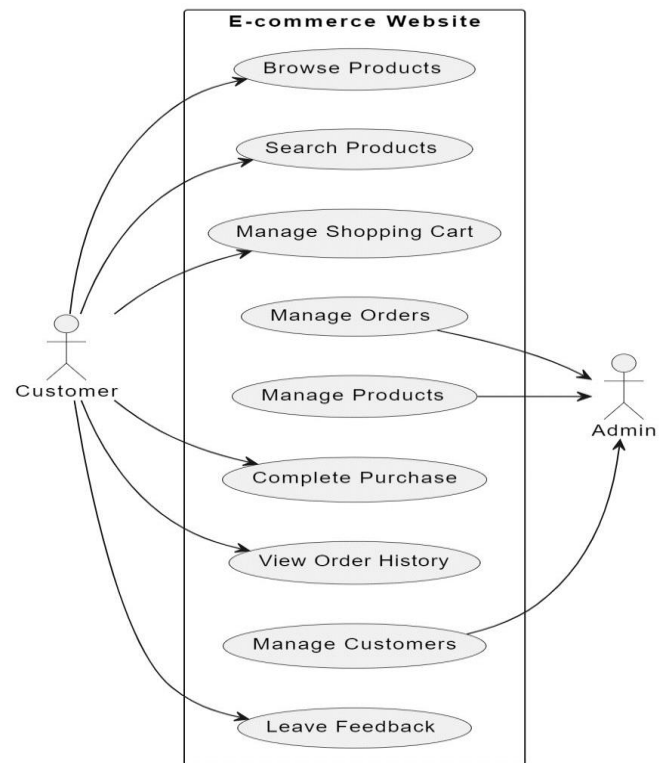 E-commerce Website
Browse Products
Search Products
Manage Shopping Cart
Manage Orders
Customer
Manage Products
Admin
Complete Purchase
View Order History
Manage Customers
Leave Feedback